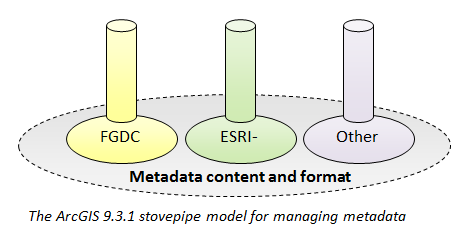 FGDC
ESRI-
Other
Metadata content and format
The ArcGIS 9.3.1 stovepipe model for managing metadata